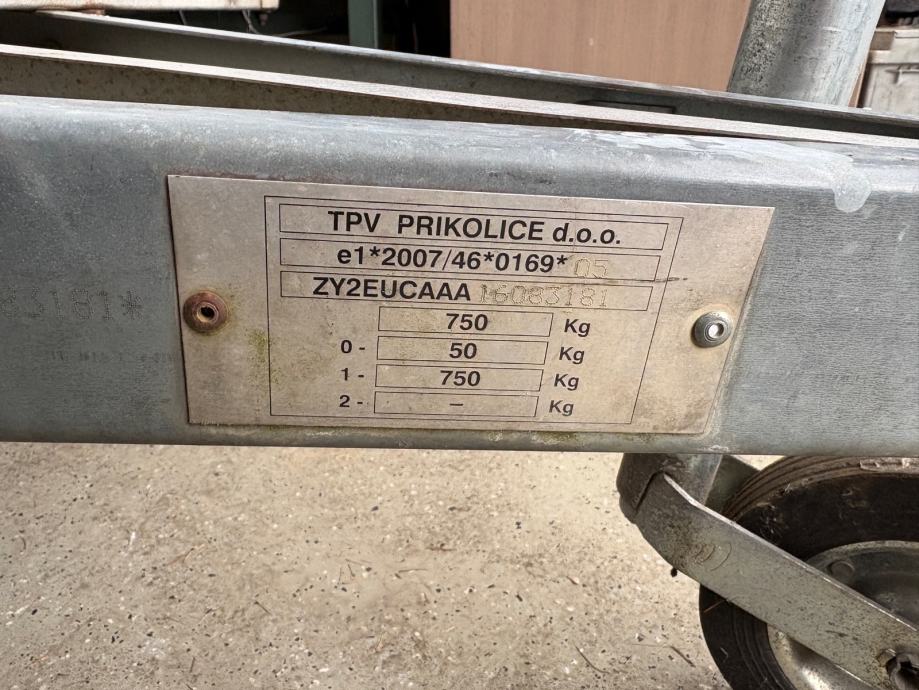 TPV PRIKOLICE d.o.o.
e1*2007/46*0169*05
ZY2EUCAAA16083181
750 Kg
0- 50 Kg
1- 750 Kg
2- – Kg
83181*